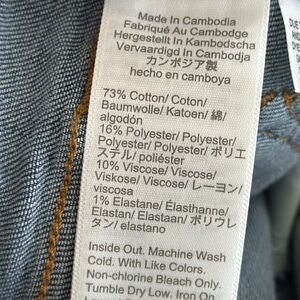 Made In Cambodia
Fabriqué Au Cambodge
Hergestellt In Kambodscha
Vervaardigd In Cambodja
カンボジア製
hecho en camboya
73% Cotton/ Coton/
Baumwolle/ Katoen/ 綿/
algodón
16% Polyester/ Polyester/
Polyester/ Polyester/ ポリエ
ステル/ poliéster
10% Viscose/ Viscose/
Viskose/ Viscose/ レーヨン/
viscosa
1% Elastane/ Élasthanne/
Elastan/ Elastaan/ ポリウレ
タン/ elastano
Inside Out. Machine Wash
Cold. With Like Colors.
Non-chlorine Bleach Only.
Tumble Dry Low. Iron On
DUE
AND